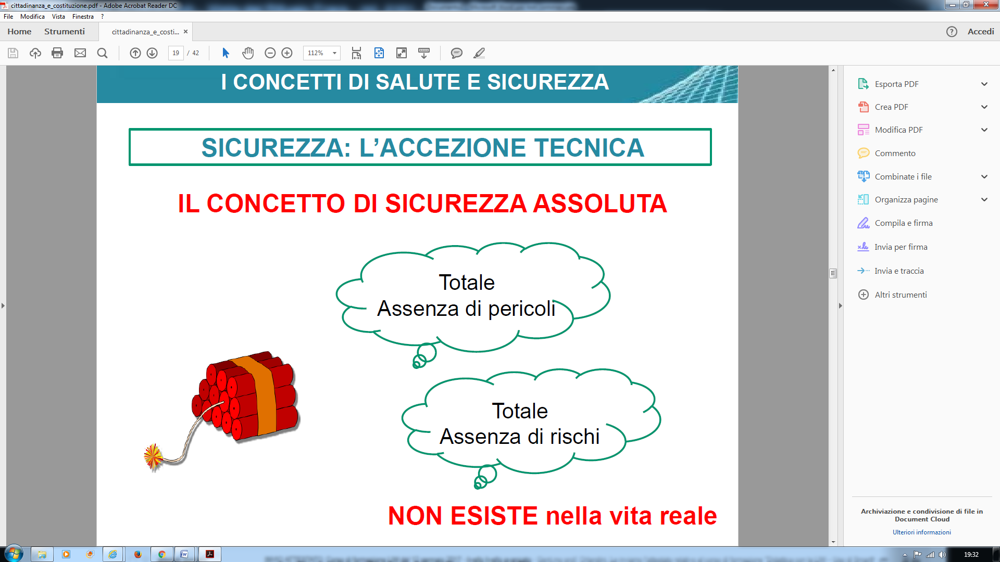 cittadinanza_e_costituzione.pdf - Adobe Acrobat Reader DC
File Modifica Vista Finestra ?
Home Strumenti cittadinanza_e_costi... × ? Accedi
19 / 42 112%
I CONCETTI DI SALUTE E SICUREZZA
SICUREZZA: L’ACCEZIONE TECNICA
IL CONCETTO DI SICUREZZA ASSOLUTA
Totale
Assenza di pericoli
Totale
Assenza di rischi
NON ESISTE nella vita reale
Esporta PDF
Crea PDF
Modifica PDF
Commento
Combinate i file
Organizza pagine
Compila e firma
Invia per firma
Invia e traccia
Altri strumenti
Archiviazione e condivisione di file in
Document Cloud
Ulteriori informazioni
19:32